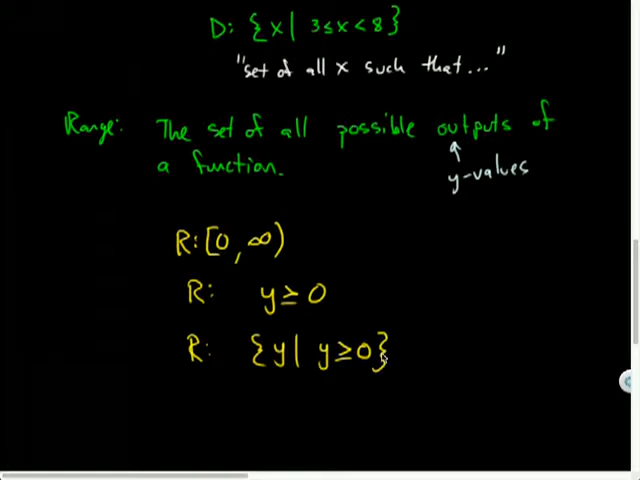 D: {x| 3≤x<8}
"set of all x such that..."
Range: The set of all possible outputs of
a function.
y-values
R: [0, ∞)
R: y≥0
R: {y| y≥0}